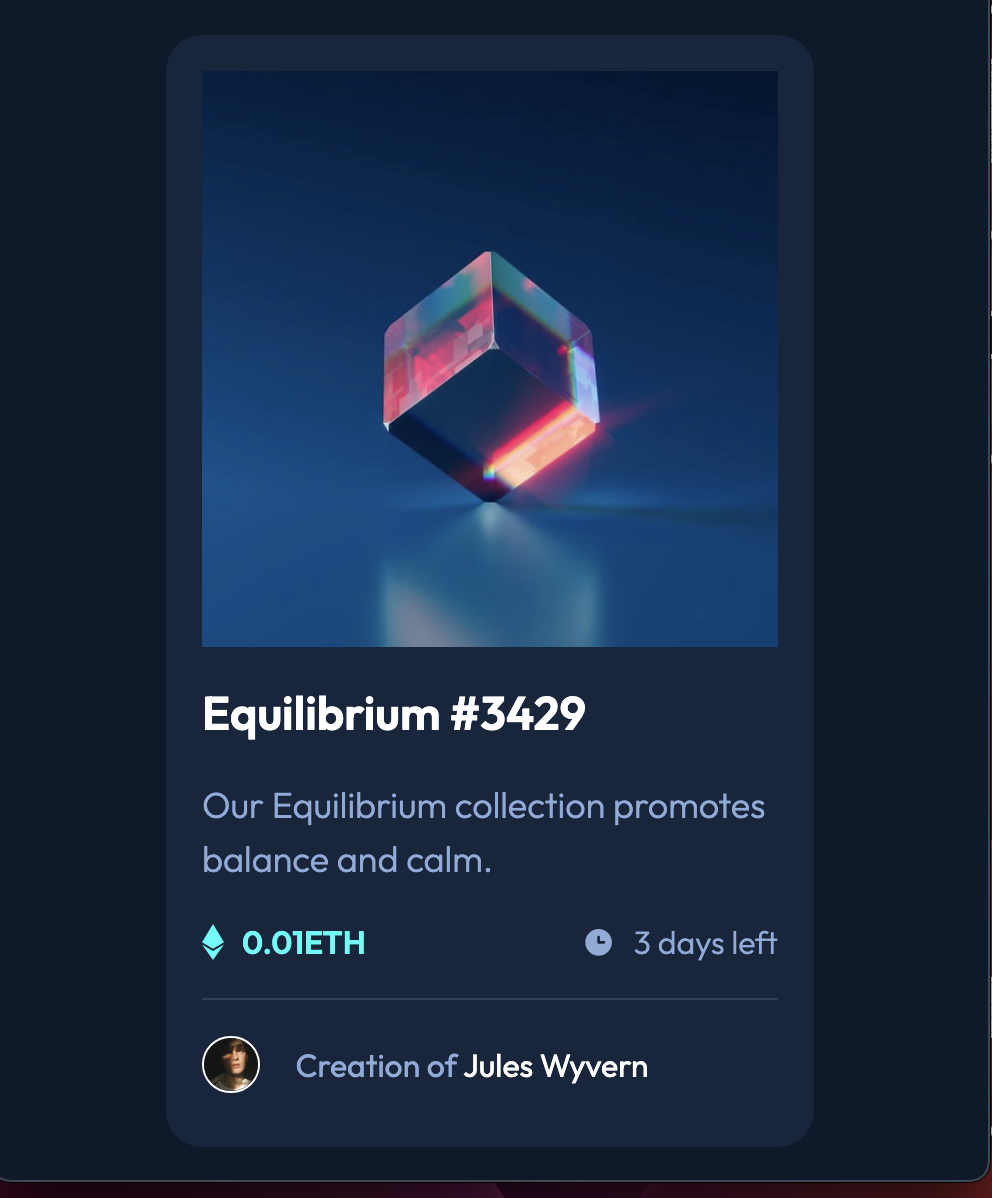 Equilibrium #3429
Our Equilibrium collection promotes
balance and calm.
0.01ETH
3 days left
Creation of Jules Wyvern